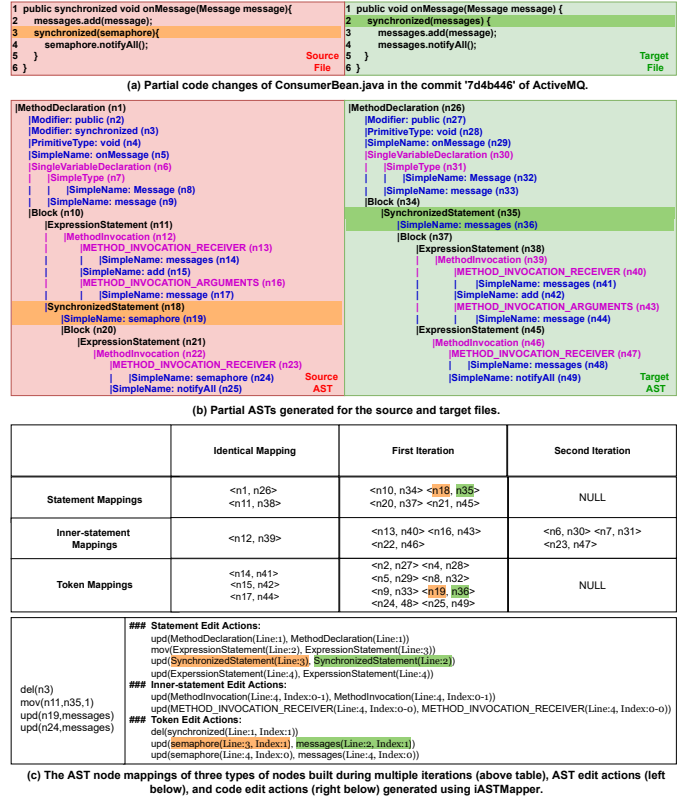 1 public synchronized void onMessage(Message message){
2 messages.add(message);
3 synchronized(semaphore){
4 semaphore.notifyAll();
5 }
6 }
Source
File
1 public void onMessage(Message message) {
2 synchronized(messages) {
3 messages.add(message);
4 messages.notifyAll();
5 }
6 }
Target
File
(a) Partial code changes of ConsumerBean.java in the commit '7d4b446' of ActiveMQ.
|MethodDeclaration (n1)
|Modifier: public (n2)
|Modifier: synchronized (n3)
|PrimitiveType: void (n4)
|SimpleName: onMessage (n5)
|SingleVariableDeclaration (n6)
| |SimpleType (n7)
| | |SimpleName: Message (n8)
| |SimpleName: message (n9)
|Block (n10)
|ExpressionStatement (n11)
|MethodInvocation (n12)
|METHOD_INVOCATION_RECEIVER (n13)
| |SimpleName: messages (n14)
|SimpleName: add (n15)
|METHOD_INVOCATION_ARGUMENTS (n16)
| |SimpleName: message (n17)
|SynchronizedStatement (n18)
|SimpleName: semaphore (n19)
|Block (n20)
|ExpressionStatement (n21)
|MethodInvocation (n22)
|METHOD_INVOCATION_RECEIVER (n23)
| |SimpleName: semaphore (n24)
|SimpleName: notifyAll (n25)
Source
AST
|MethodDeclaration (n26)
|Modifier: public (n27)
|PrimitiveType: void (n28)
|SimpleName: onMessage (n29)
|SingleVariableDeclaration (n30)
| |SimpleType (n31)
| | |SimpleName: Message (n32)
| |SimpleName: message (n33)
|Block (n34)
|SynchronizedStatement (n35)
|SimpleName: messages (n36)
|Block (n37)
|ExpressionStatement (n38)
|MethodInvocation (n39)
|METHOD_INVOCATION_RECEIVER (n40)
| |SimpleName: messages (n41)
|SimpleName: add (n42)
|METHOD_INVOCATION_ARGUMENTS (n43)
| |SimpleName: message (n44)
|ExpressionStatement (n45)
|MethodInvocation (n46)
|METHOD_INVOCATION_RECEIVER (n47)
| |SimpleName: messages (n48)
|SimpleName: notifyAll (n49)
Target
AST
(b) Partial ASTs generated for the source and target files.
Identical Mapping First Iteration Second Iteration
Statement Mappings
<n1, n26>
<n11, n38>
<n10, n34> <n18, n35>
<n20, n37> <n21, n45>
NULL
Inner-statement
Mappings
<n12, n39>
<n13, n40> <n16, n43>
<n22, n46>
<n6, n30> <n7, n31>
<n23, n47>
Token Mappings
<n14, n41>
<n15, n42>
<n17, n44>
<n2, n27> <n4, n28>
<n5, n29> <n8, n32>
<n9, n33> <n19, n36>
<n24, 48> <n25, n49>
NULL
del(n3)
mov(n11,n35,1)
upd(n19,messages)
upd(n24,messages)
### Statement Edit Actions:
upd(MethodDeclaration(Line:1), MethodDeclaration(Line:1))
mov(ExpressionStatement(Line:2), ExpressionStatement(Line:3))
upd(SynchronizedStatement(Line:3), SynchronizedStatement(Line:2))
upd(ExperssionStatement(Line:4), ExperssionStatement(Line:4))
### Inner-statement Edit Actions:
upd(MethodInvocation(Line:4, Index:0-1), MethodInvocation(Line:4, Index:0-1))
upd(METHOD_INVOCATION_RECEIVER(Line:4, Index:0-0), METHOD_INVOCATION_RECEIVER(Line:4, Index:0-0))
### Token Edit Actions:
del(synchronized(Line:1, Index:1))
upd(semaphore(Line:3, Index:1), messages(Line:2, Index:1))
upd(semaphore(Line:4, Index:0), messages(Line:4, Index:0))
(c) The AST node mappings of three types of nodes built during multiple iterations (above table), AST edit actions (left
below), and code edit actions (right below) generated using iASTMapper.